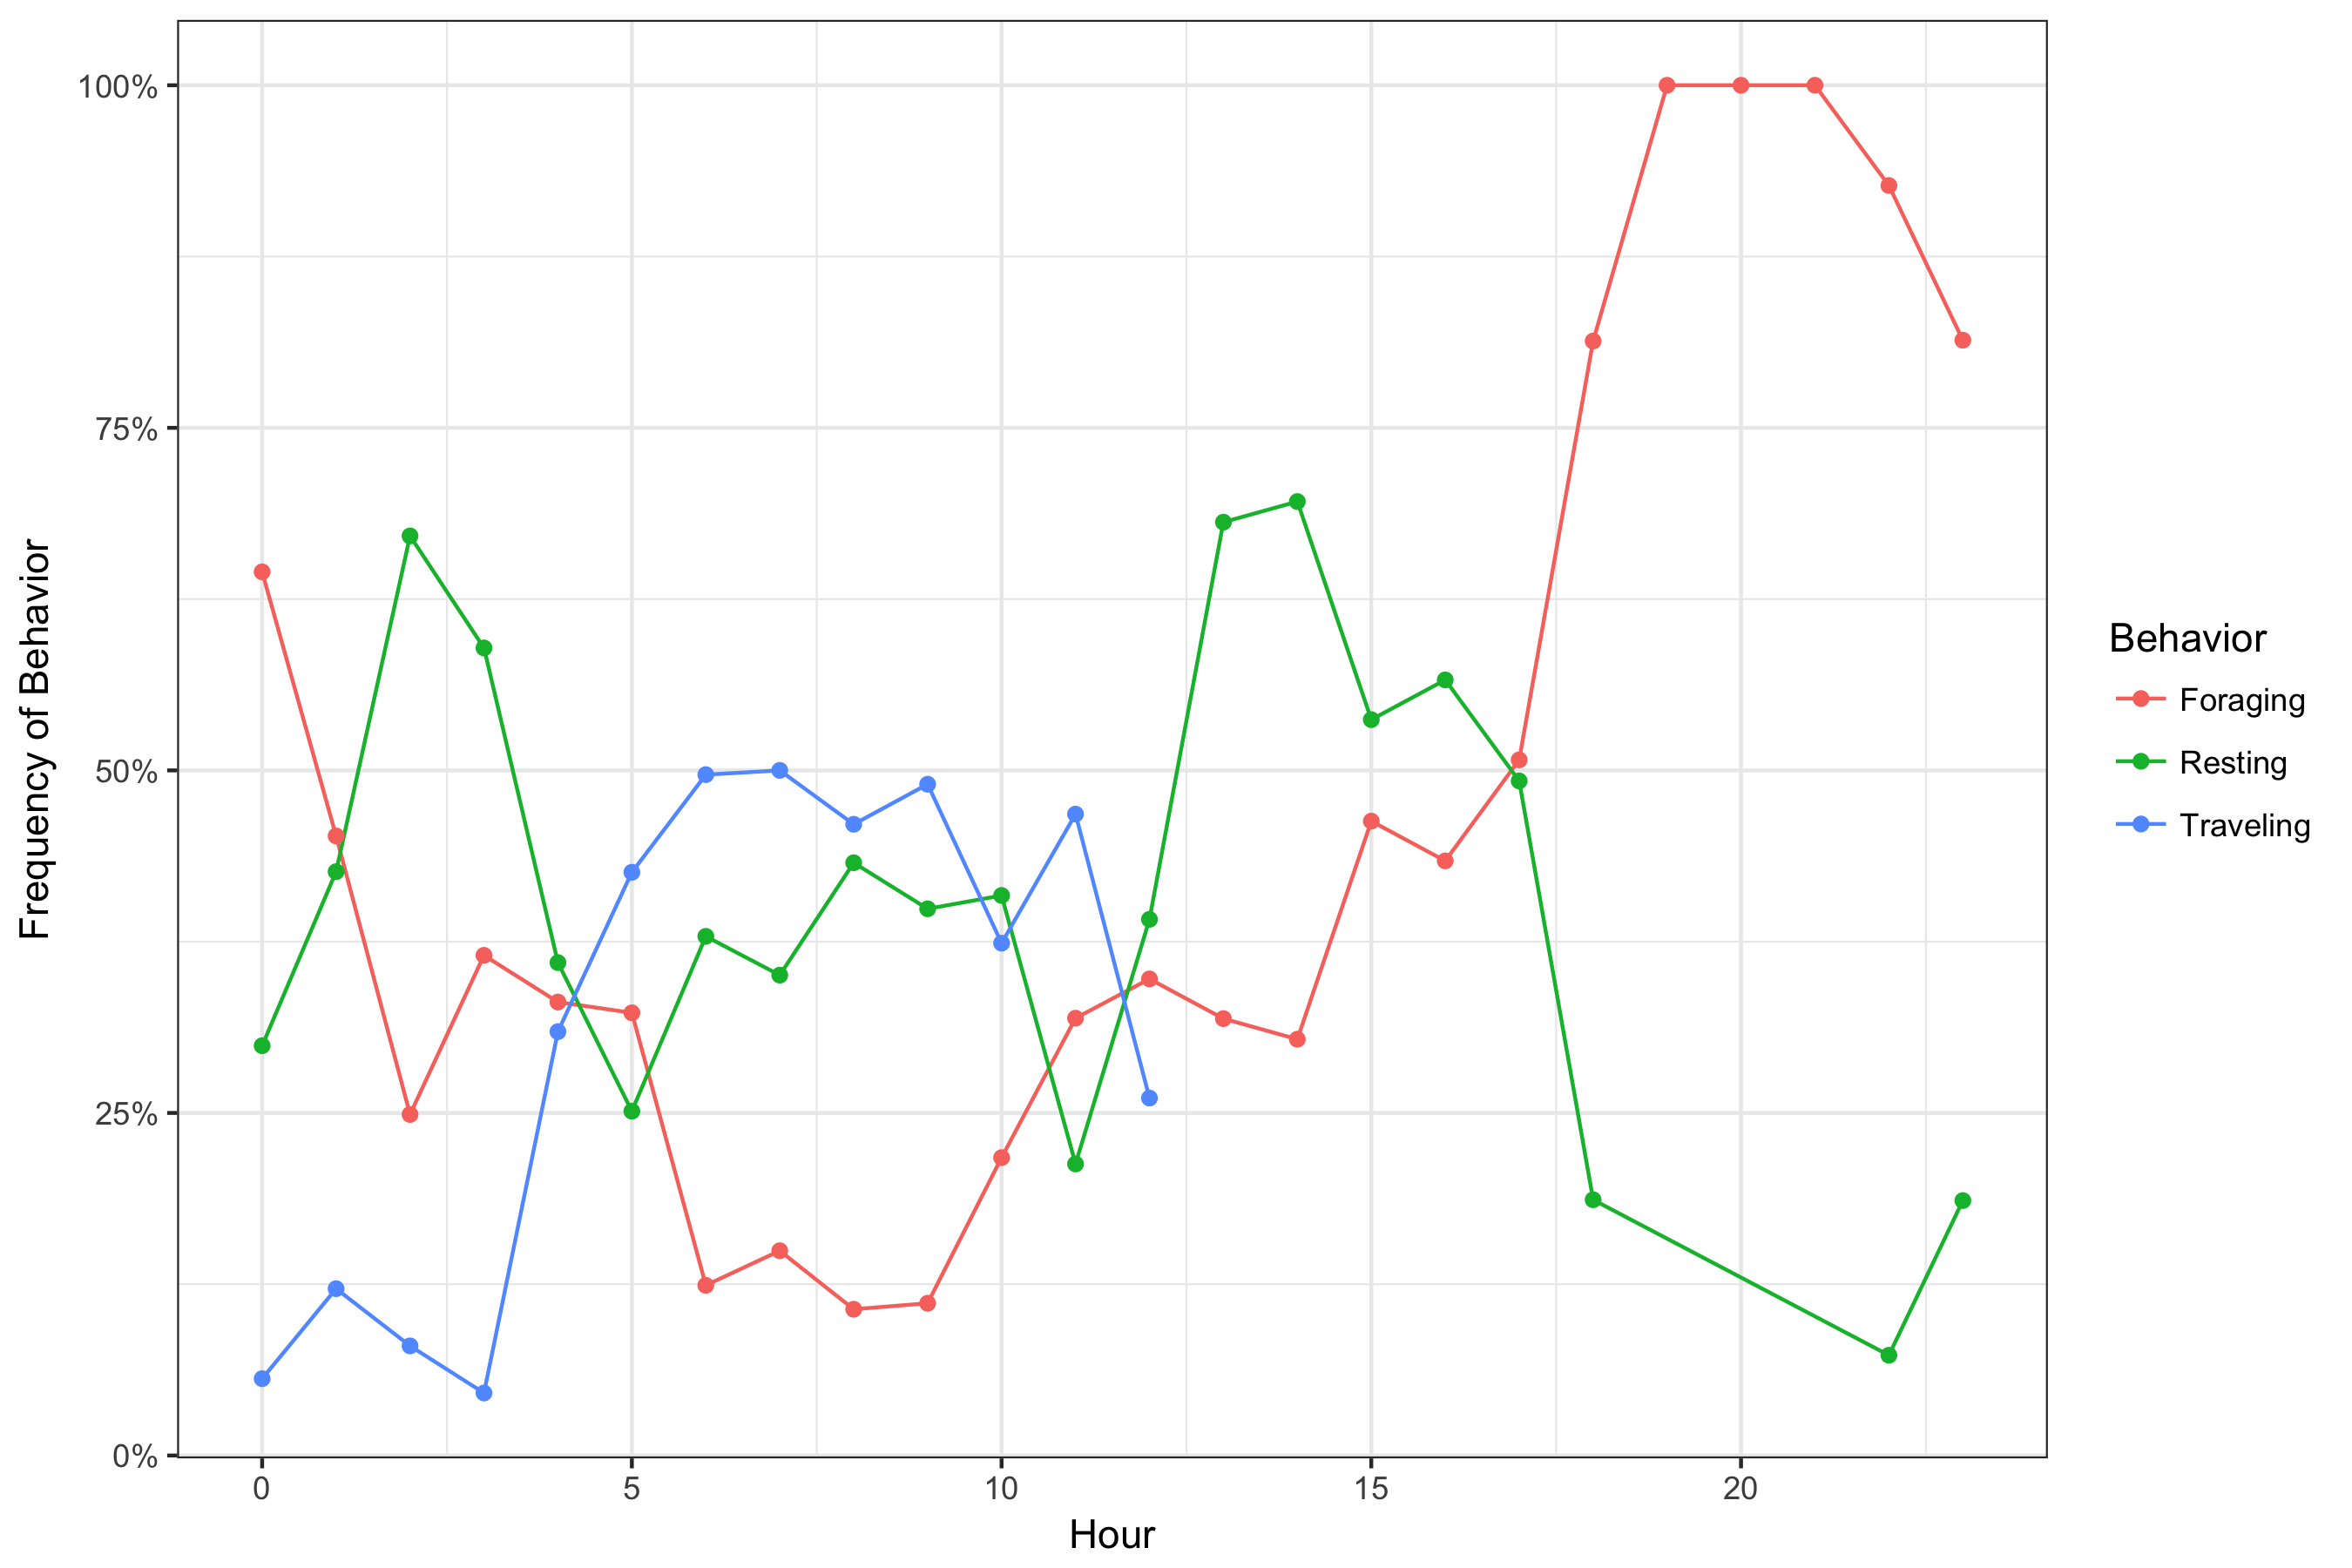 100%
75%
50%
25%
0%
0 5 10 15 20
Hour
Frequency of Behavior
Behavior
Foraging
Resting
Traveling